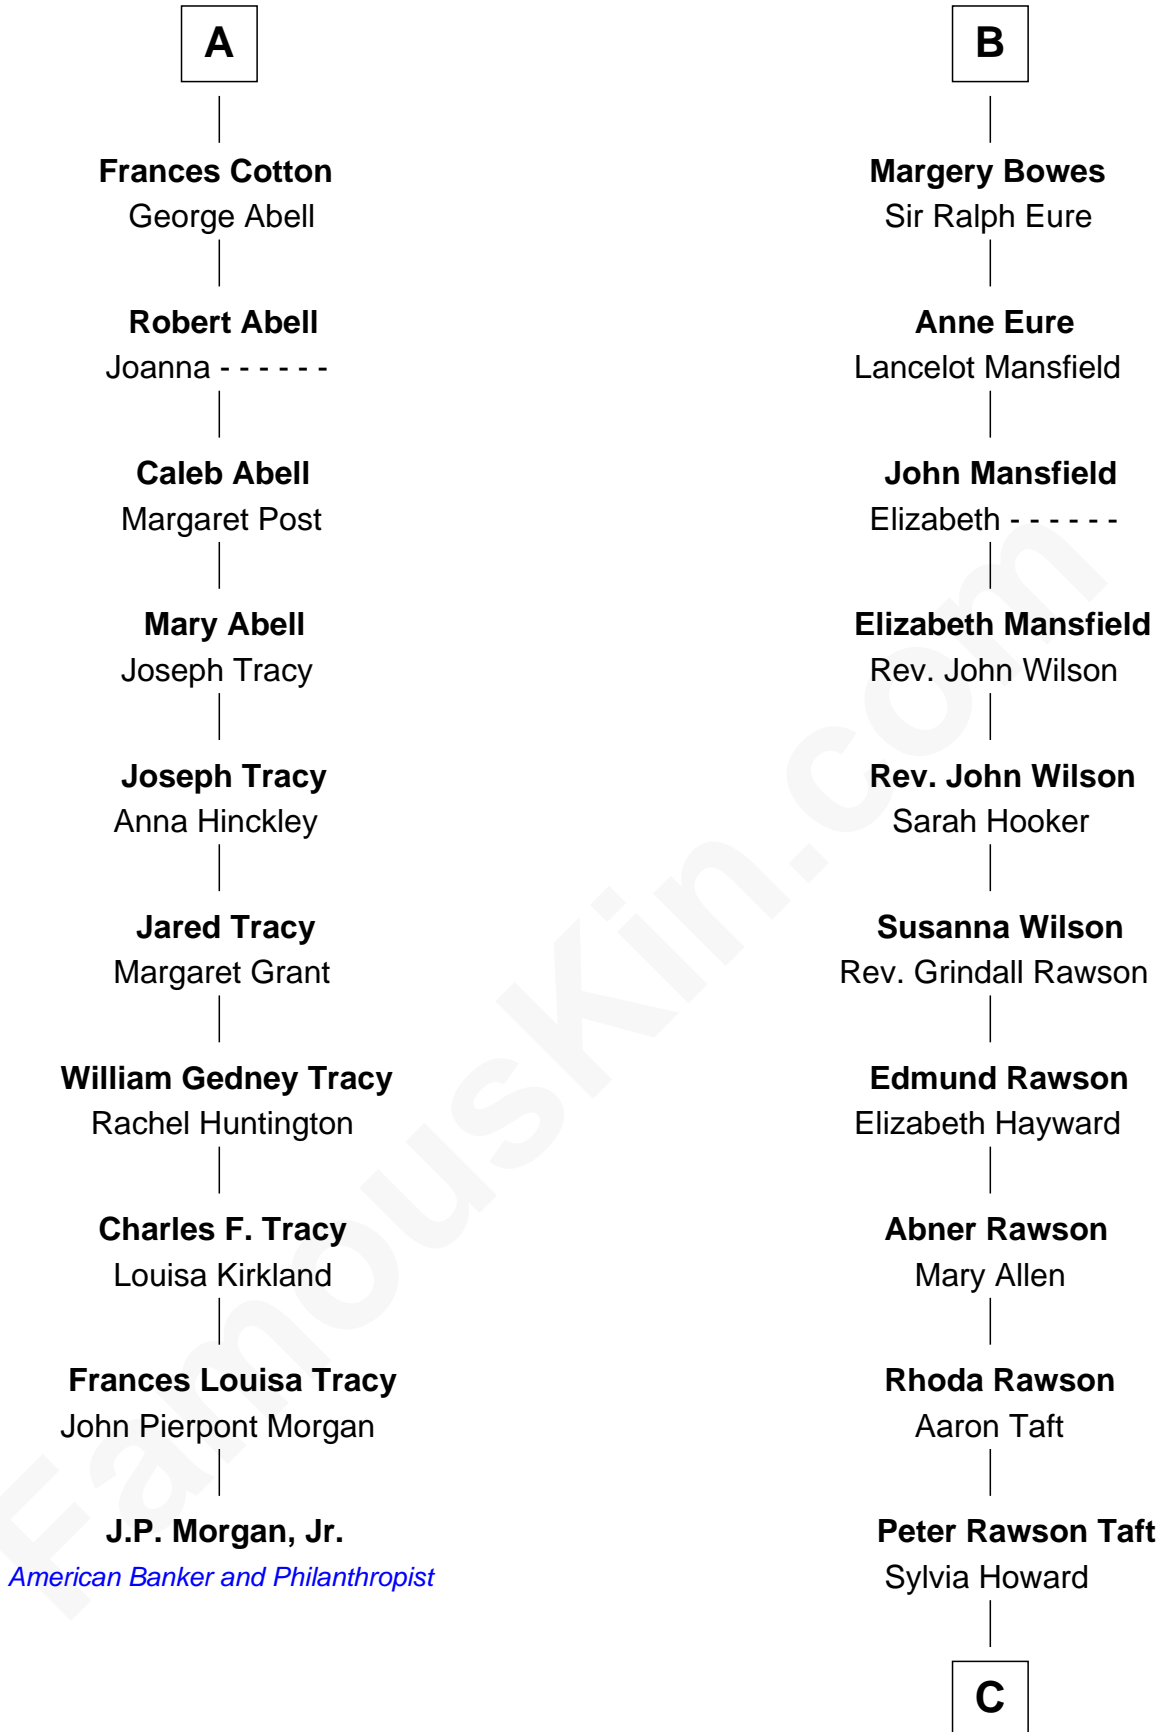 A
Frances Cotton
George Abell
Robert Abell
Joanna - - - - - -
Caleb Abell
Margaret Post
Mary Abell
Joseph Tracy
Joseph Tracy
Anna Hinckley
Jared Tracy
Margaret Grant
William Gedney Tracy
Rachel Huntington
Charles F. Tracy
Louisa Kirkland
Frances Louisa Tracy
John Pierpont Morgan
J.P. Morgan, Jr.
American Banker and Philanthropist
B
Margery Bowes
Sir Ralph Eure
Anne Eure
Lancelot Mansfield
John Mansfield
Elizabeth - - - - - -
Elizabeth Mansfield
Rev. John Wilson
Rev. John Wilson
Sarah Hooker
Susanna Wilson
Rev. Grindall Rawson
Edmund Rawson
Elizabeth Hayward
Abner Rawson
Mary Allen
Rhoda Rawson
Aaron Taft
Peter Rawson Taft
Sylvia Howard
C
FamousKin.com